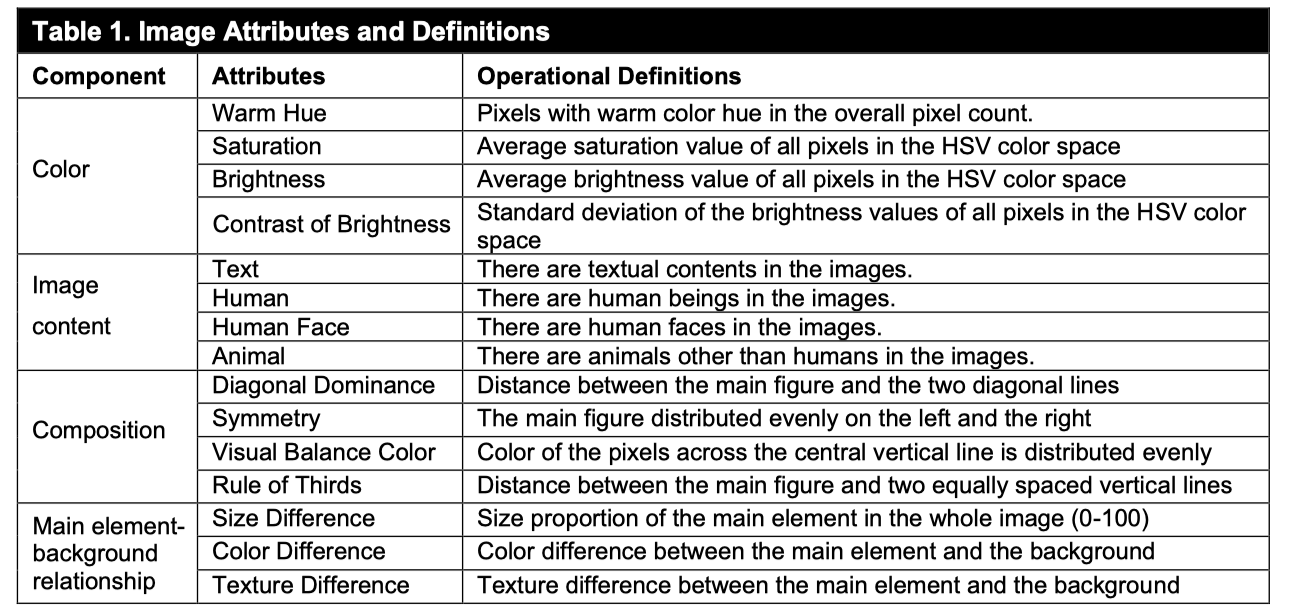 Table 1. Image Attributes and Definitions
Component Attributes Operational Definitions
Color
Warm Hue Pixels with warm color hue in the overall pixel count.
Saturation Average saturation value of all pixels in the HSV color space
Brightness Average brightness value of all pixels in the HSV color space
Contrast of Brightness Standard deviation of the brightness values of all pixels in the HSV color
space
Image
content
Text There are textual contents in the images.
Human There are human beings in the images.
Human Face There are human faces in the images.
Animal There are animals other than humans in the images.
Composition
Diagonal Dominance Distance between the main figure and the two diagonal lines
Symmetry The main figure distributed evenly on the left and the right
Visual Balance Color Color of the pixels across the central vertical line is distributed evenly
Rule of Thirds Distance between the main figure and two equally spaced vertical lines
Main element-
background
relationship
Size Difference Size proportion of the main element in the whole image (0-100)
Color Difference Color difference between the main element and the background
Texture Difference Texture difference between the main element and the background